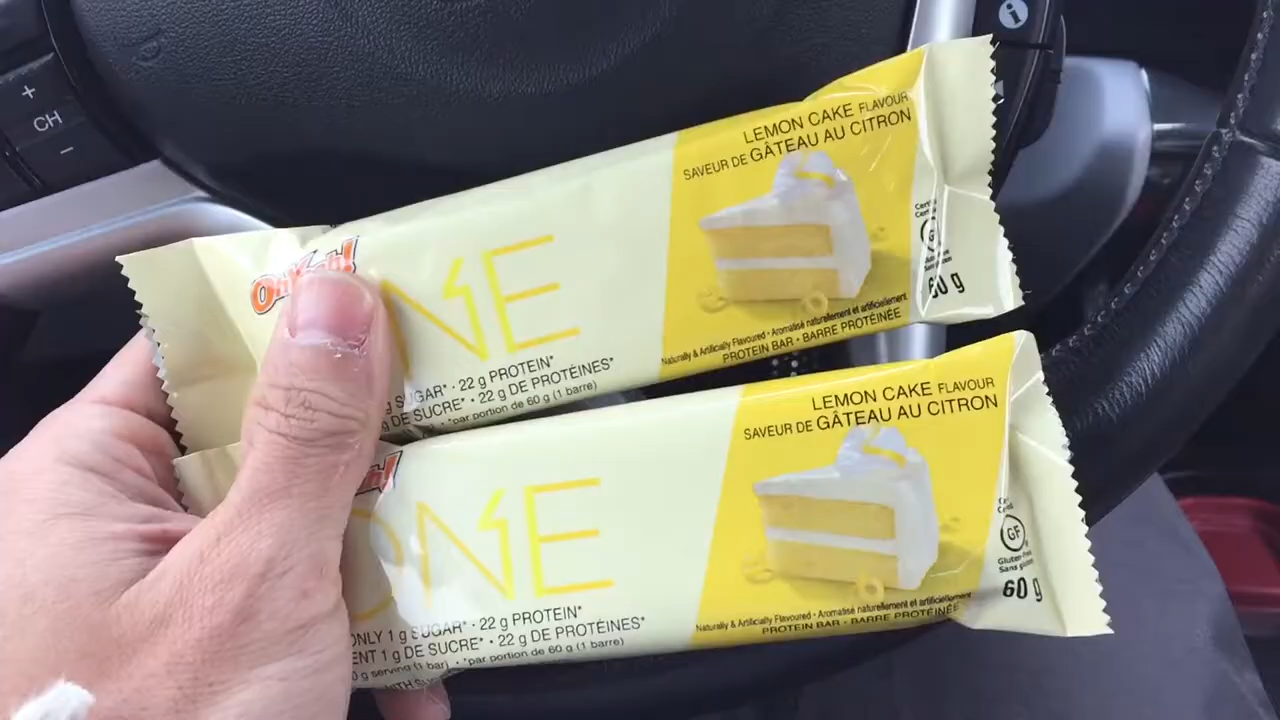 +
CH
-
i
LEMON CAKE FLAVOUR
SAVEUR DE GÂTEAU AU CITRON
NE
SUGAR* · 22 g PROTEIN*
DE SUCRE* · 22 g DE PROTÉINES*
*par portion de 60 g (1 barre)
Naturally & Artificially Flavoured · Aromatisé naturellement et artificiellement
PROTEIN BAR · BARRE PROTÉINÉE
60 g
LEMON CAKE FLAVOUR
SAVEUR DE GÂTEAU AU CITRON
ONE
ONLY 1 g SUGAR* · 22 g PROTEIN*
ENT 1 g DE SUCRE* · 22 g DE PROTÉINES*
0 g serving (1 bar) · *par portion de 60 g (1 barre)
Naturally & Artificially Flavoured · Aromatisé naturellement et artificiellement
PROTEIN BAR · BARRE PROTÉINÉE
GF
Gluten-Free
60 g